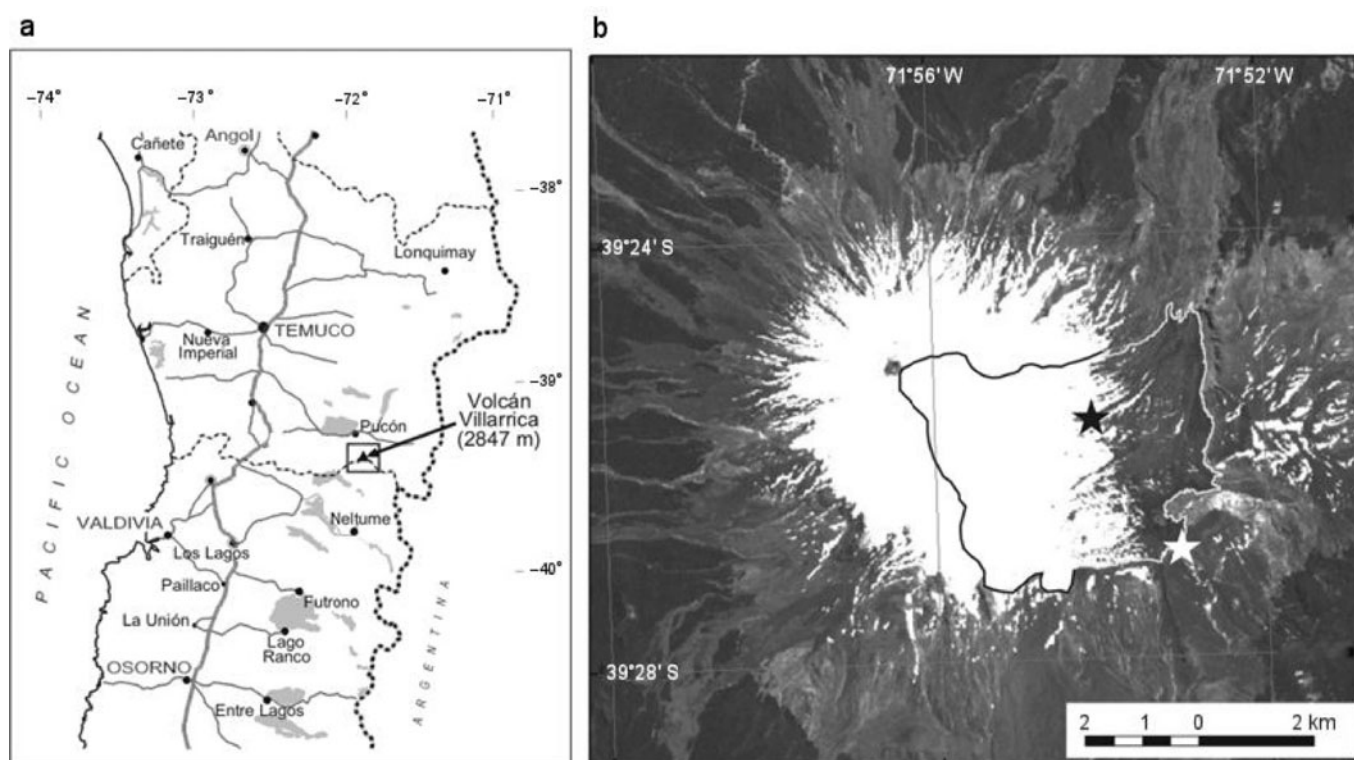 a
−74°
−73°
−72°
−71°
Cañete
Angol
−38°
Traiguén
Lonquimay
PACIFIC OCEAN
Nueva
Imperial
TEMUCO
−39°
Volcán
Villarrica
(2847 m)
Pucón
VALDIVIA
Neltume
Los Lagos
−40°
Paillaco
Futrono
La Unión
Lago
Ranco
OSORNO
Entre Lagos
ARGENTINA
b
71°56' W
71°52' W
39°24' S
39°28' S
2 1 0 2 km